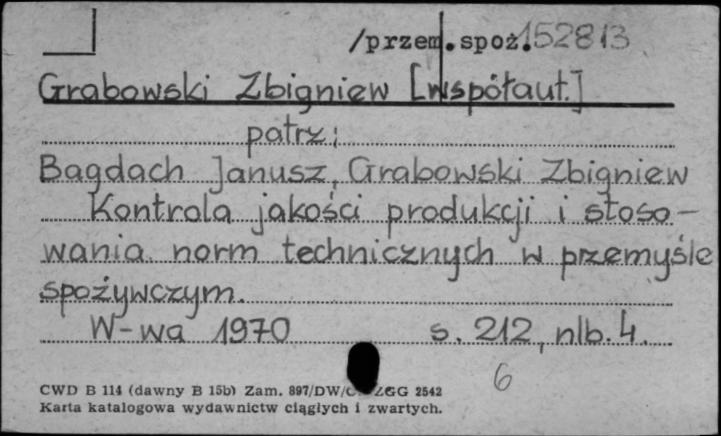 /przem.spoż. 152813
Grabowski Zbigniew [współaut.]
patrz:
Bagdach Janusz, Grabowski Zbigniew
Kontrola jakości produkcji i stoso-
wania norm technicznych w przemyśle
spożywczym.
W-wa 1970 s. 212, nlb. 4.
6
CWD B 114 (dawny B 15b) Zam. 897/DW/ ZGG 2542
Karta katalogowa wydawnictw ciągłych i zwartych.